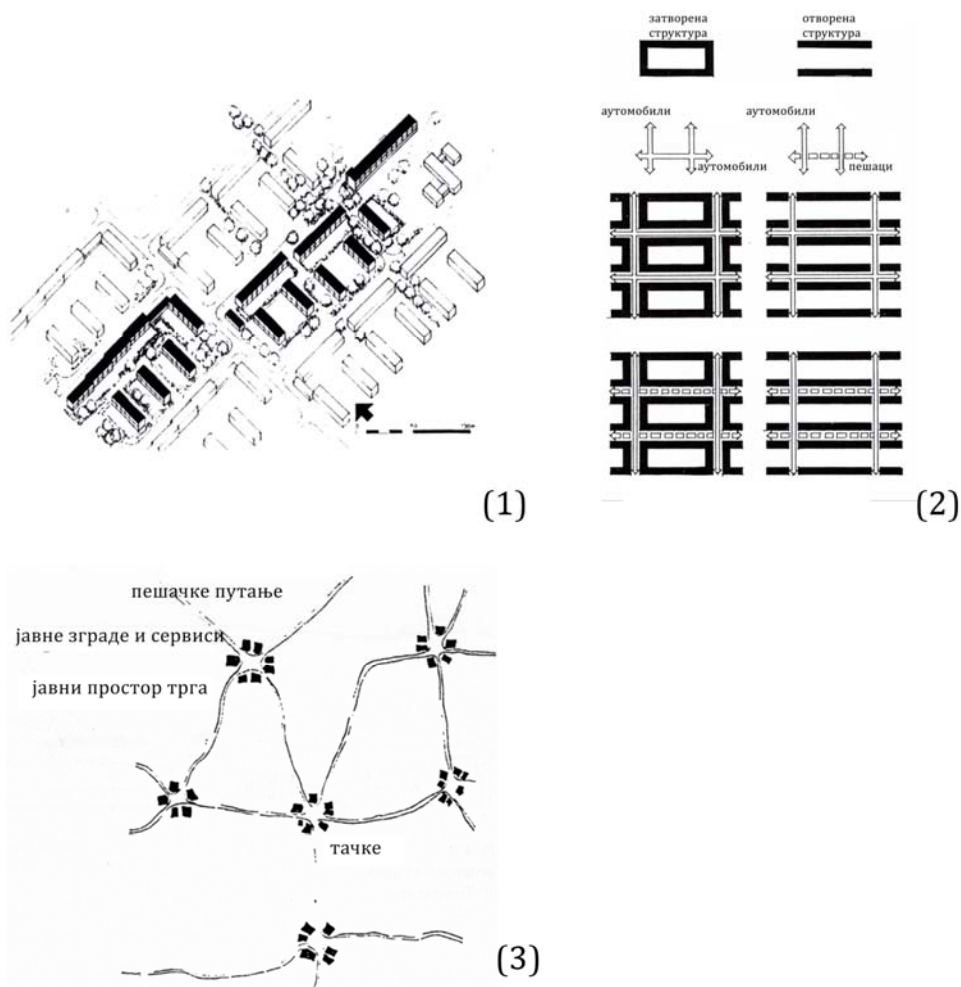 затворена
структура
отворена
структура
аутомобили
аутомобили
аутомобили
пешаци
(1)
(2)
пешачке путање
јавне зграде и сервиси
јавни простор трга
тачке
(3)